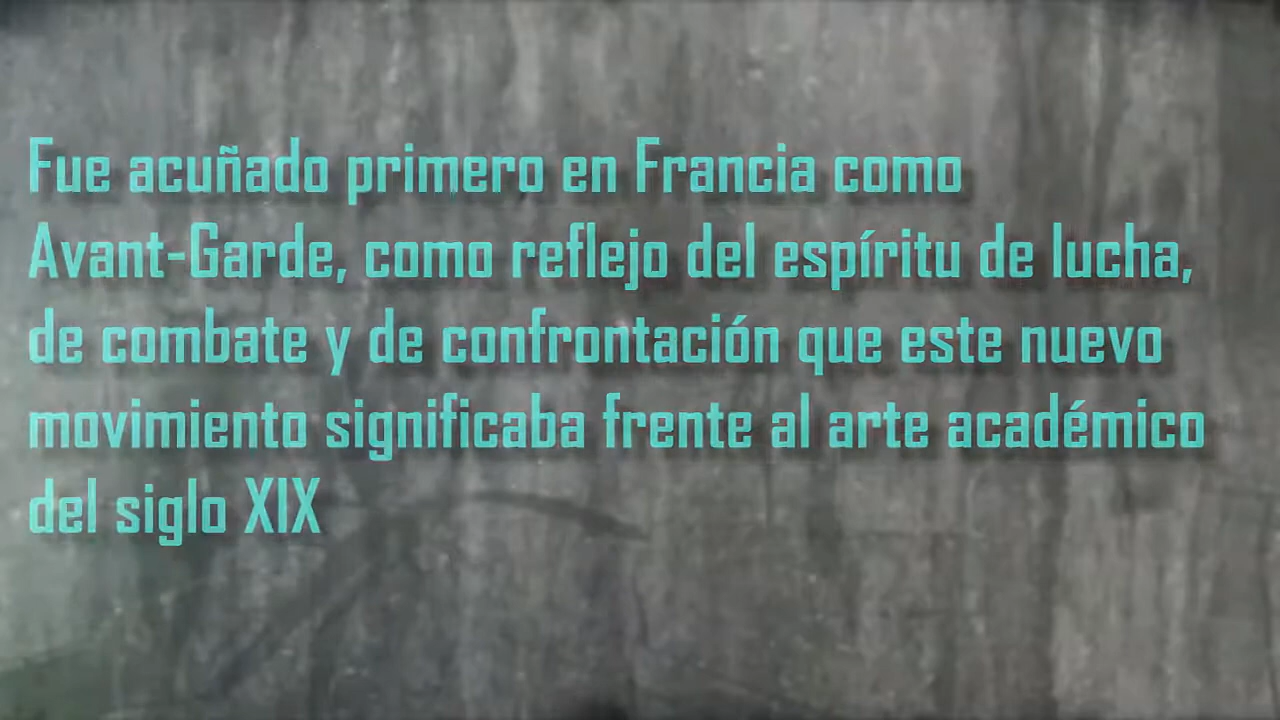 Fue acuñado primero en Francia como
Avant-Garde, como reflejo del espíritu de lucha,
de combate y de confrontación que este nuevo
movimiento significaba frente al arte académico
del siglo XIX